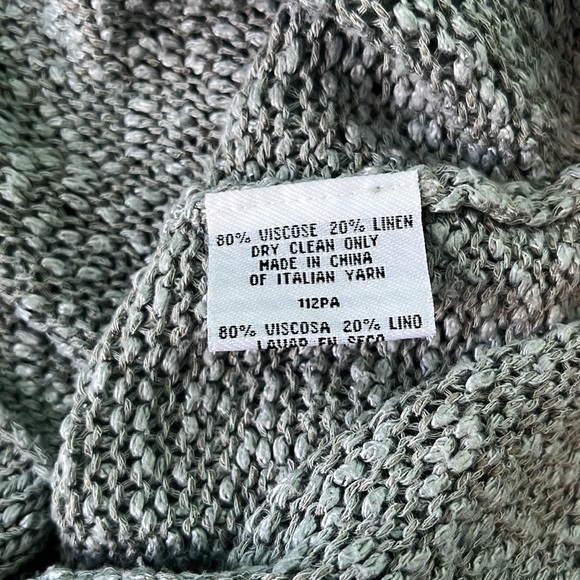 80% VISCOSE 20% LINEN
DRY CLEAN ONLY
MADE IN CHINA
OF ITALIAN YARN
112PA
80% VISCOSA 20% LINO
LAVAR EN SECO